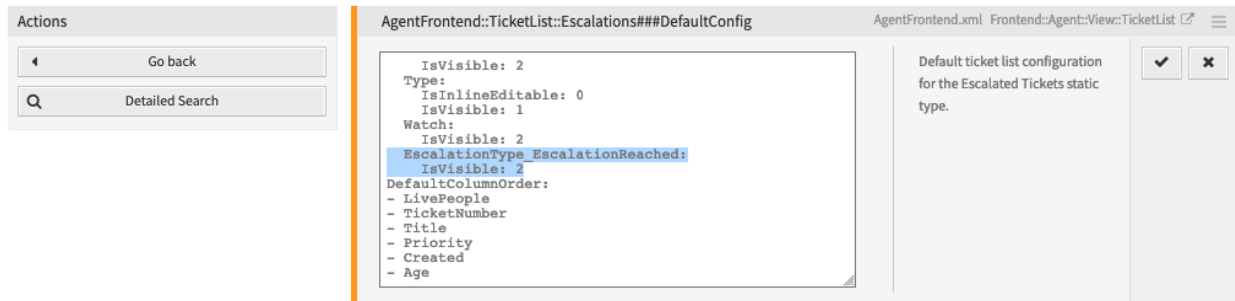 Actions
Go back
Detailed Search
AgentFrontend::TicketList::Escalations###DefaultConfig
AgentFrontend.xml Frontend::Agent::View::TicketList
IsVisible: 2
Type:
IsInlineEditable: 0
IsVisible: 1
Watch:
IsVisible: 2
EscalationType_EscalationReached:
IsVisible: 2
DefaultColumnOrder:
- LivePeople
- TicketNumber
- Title
- Priority
- Created
- Age
Default ticket list configuration
for the Escalated Tickets static
type.